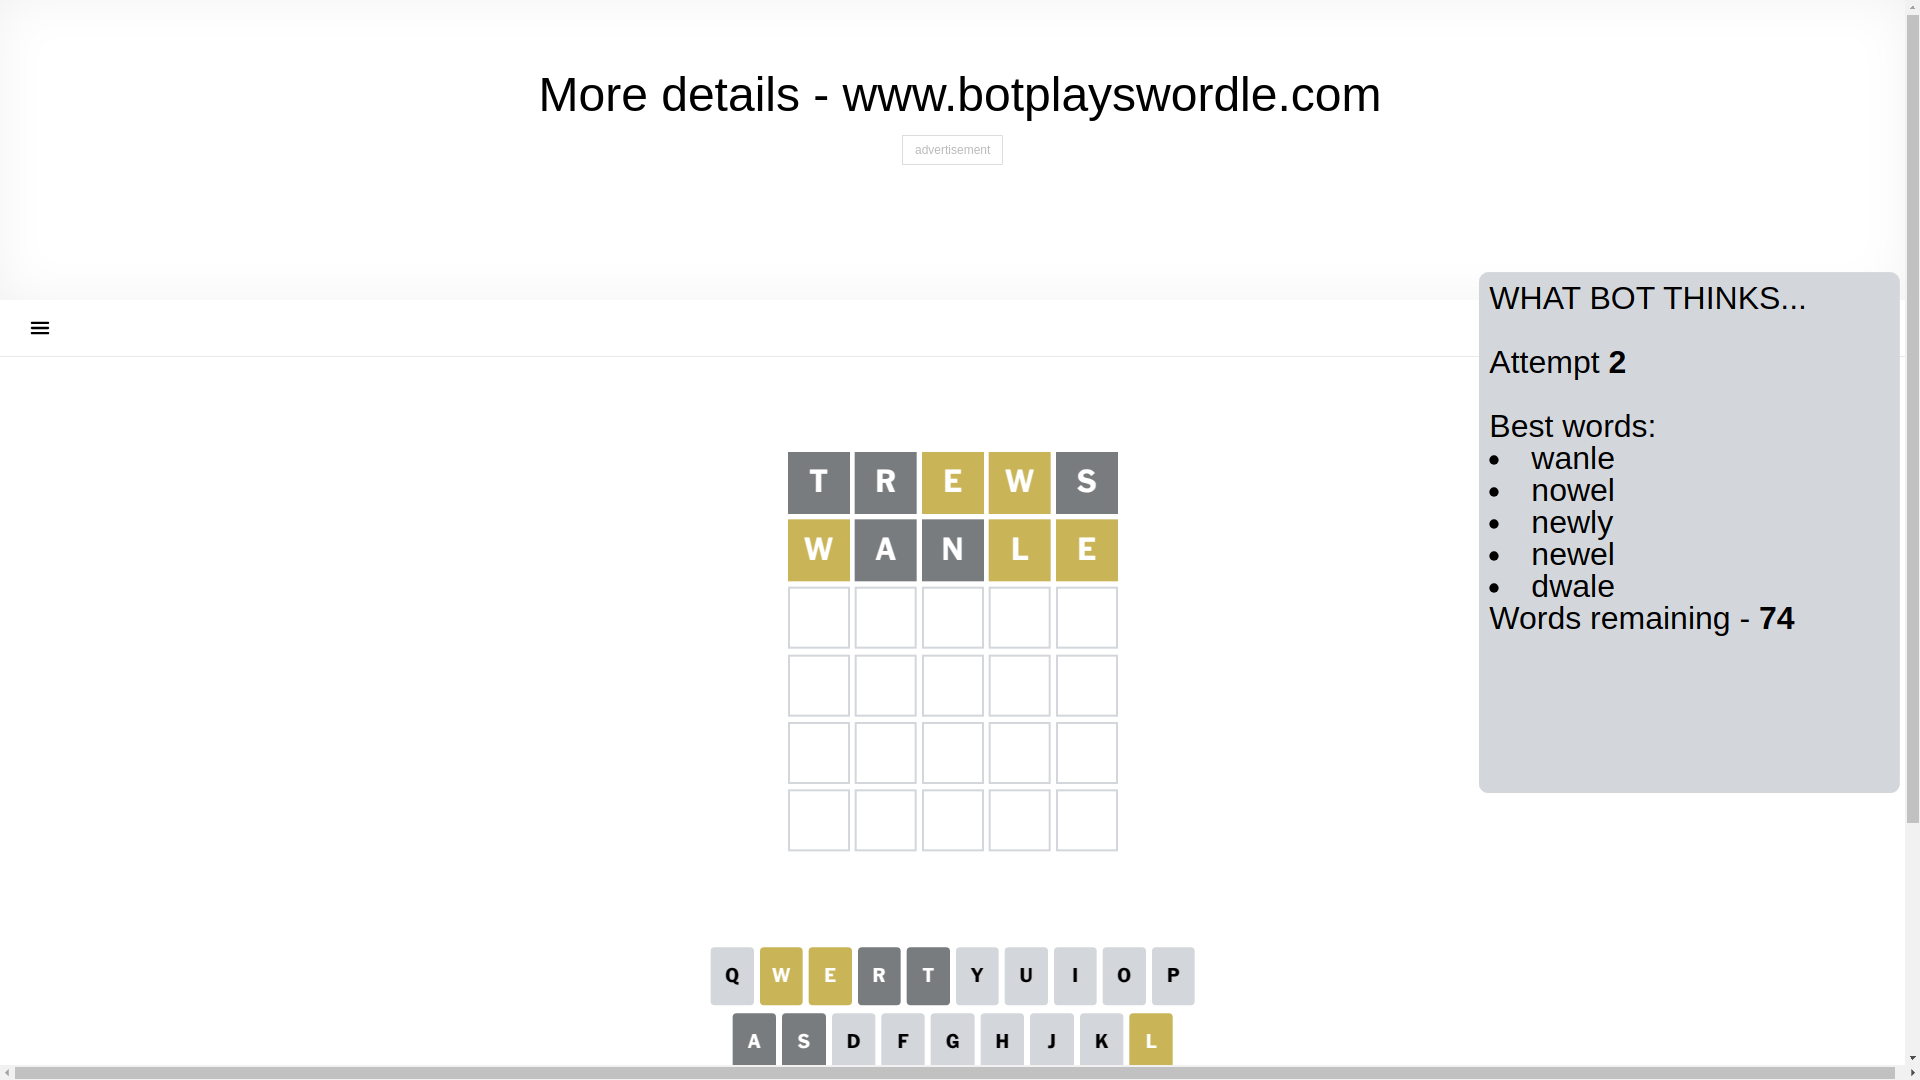 More details - www.botplayswordle.com
advertisement
WHAT BOT THINKS...
Attempt 2
Best words:
• wanle
• nowel
• newly
• newel
• dwale
Words remaining - 74
T R E W S
W A N L E
Q W E R T Y U I O P
A S D F G H J K L